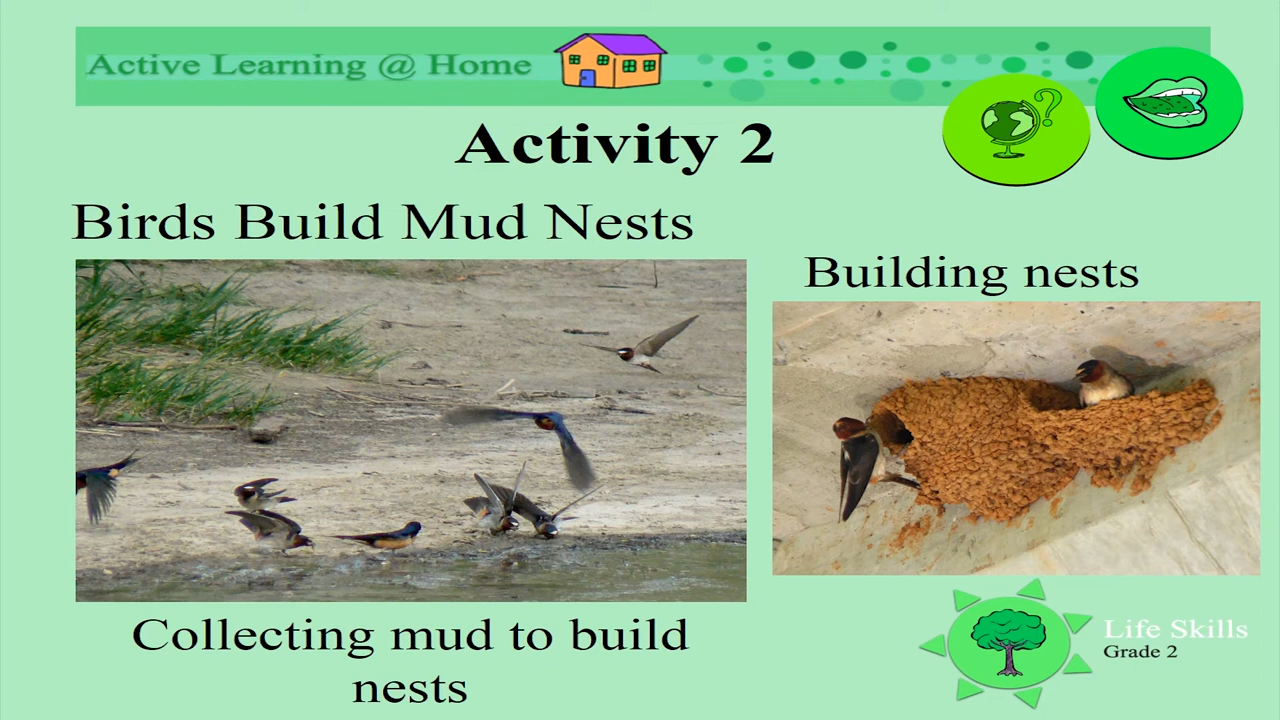 Active Learning @ Home
Activity 2
Birds Build Mud Nests
Building nests
Collecting mud to build
nests
Life Skills
Grade 2